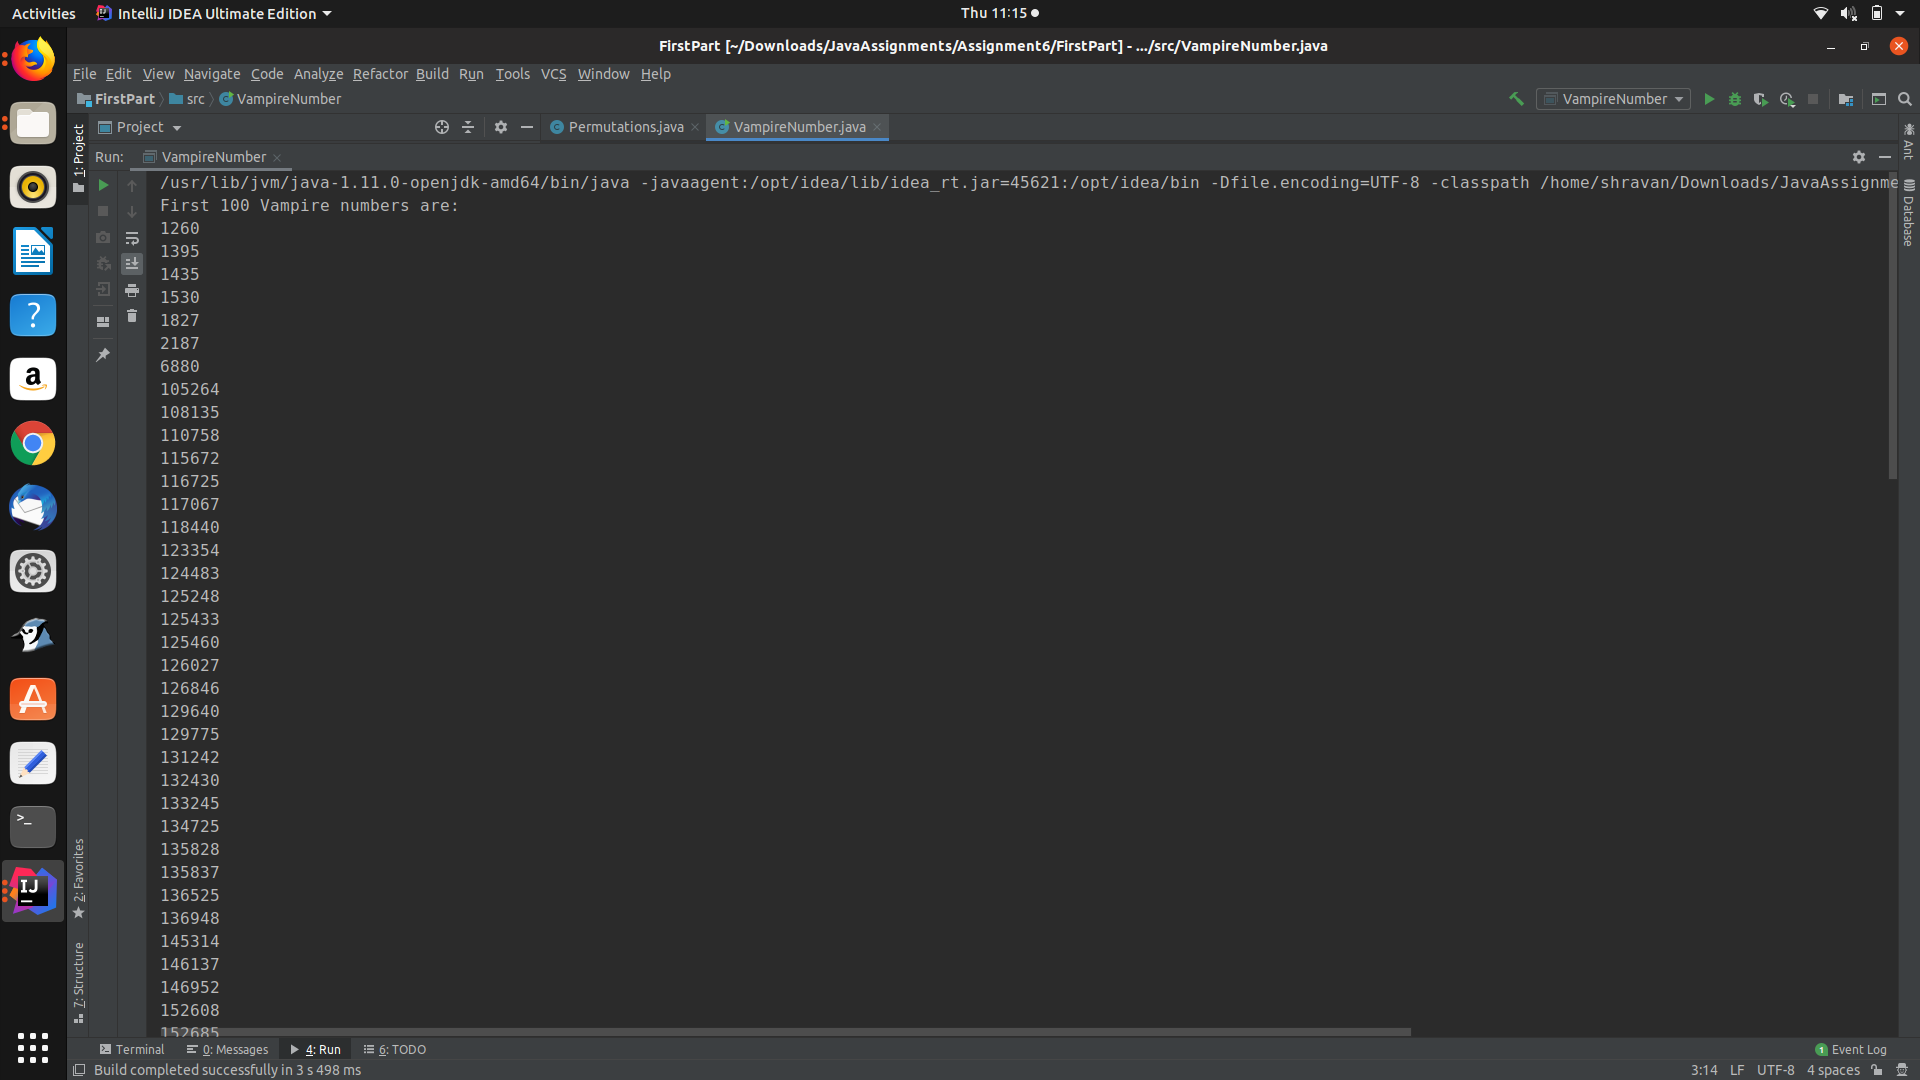 Activities IntelliJ IDEA Ultimate Edition Thu 11:15
FirstPart [~/Downloads/JavaAssignments/Assignment6/FirstPart] - .../src/VampireNumber.java
File Edit View Navigate Code Analyze Refactor Build Run Tools VCS Window Help
FirstPart src VampireNumber VampireNumber
Project Permutations.java VampireNumber.java
Run: VampireNumber
/usr/lib/jvm/java-1.11.0-openjdk-amd64/bin/java -javaagent:/opt/idea/lib/idea_rt.jar=45621:/opt/idea/bin -Dfile.encoding=UTF-8 -classpath /home/shravan/Downloads/JavaAssignme
First 100 Vampire numbers are:
1260
1395
1435
1530
1827
2187
6880
105264
108135
110758
115672
116725
117067
118440
123354
124483
125248
125433
125460
126027
126846
129640
129775
131242
132430
133245
134725
135828
135837
136525
136948
145314
146137
146952
152608
152685
1: Project
2: Favorites
7: Structure
Ant
Database
Terminal 0: Messages 4: Run 6: TODO 1 Event Log
Build completed successfully in 3 s 498 ms 3:14 LF UTF-8 4 spaces
? a >_ IJ